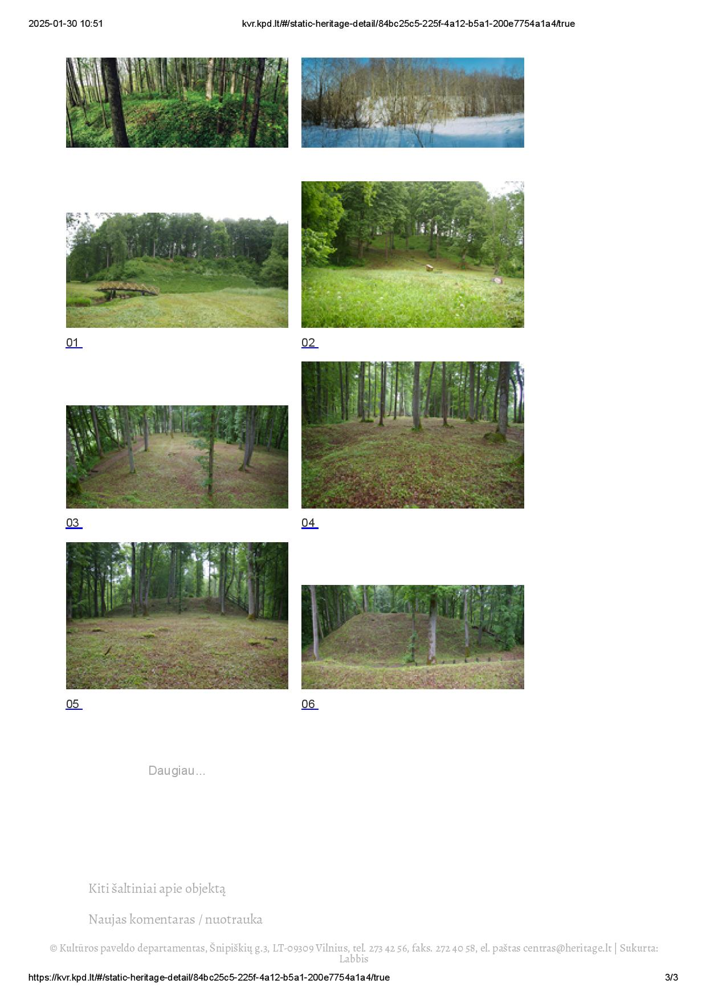 2025-01-30 10:51
kvr.kpd.lt/#/static-heritage-detail/84bc25c5-225f-4a12-b5a1-200e7754a1a4/true
01
02
03
04
05
06
Daugiau...
Kiti šaltiniai apie objektą
Naujas komentaras / nuotrauka
© Kultūros paveldo departamentas, Šnipiškių g.3, LT-09309 Vilnius, tel. 273 42 56, faks. 272 40 58, el. paštas centras@heritage.lt | Sukurta:
Labbis
https://kvr.kpd.lt/#/static-heritage-detail/84bc25c5-225f-4a12-b5a1-200e7754a1a4/true
3/3